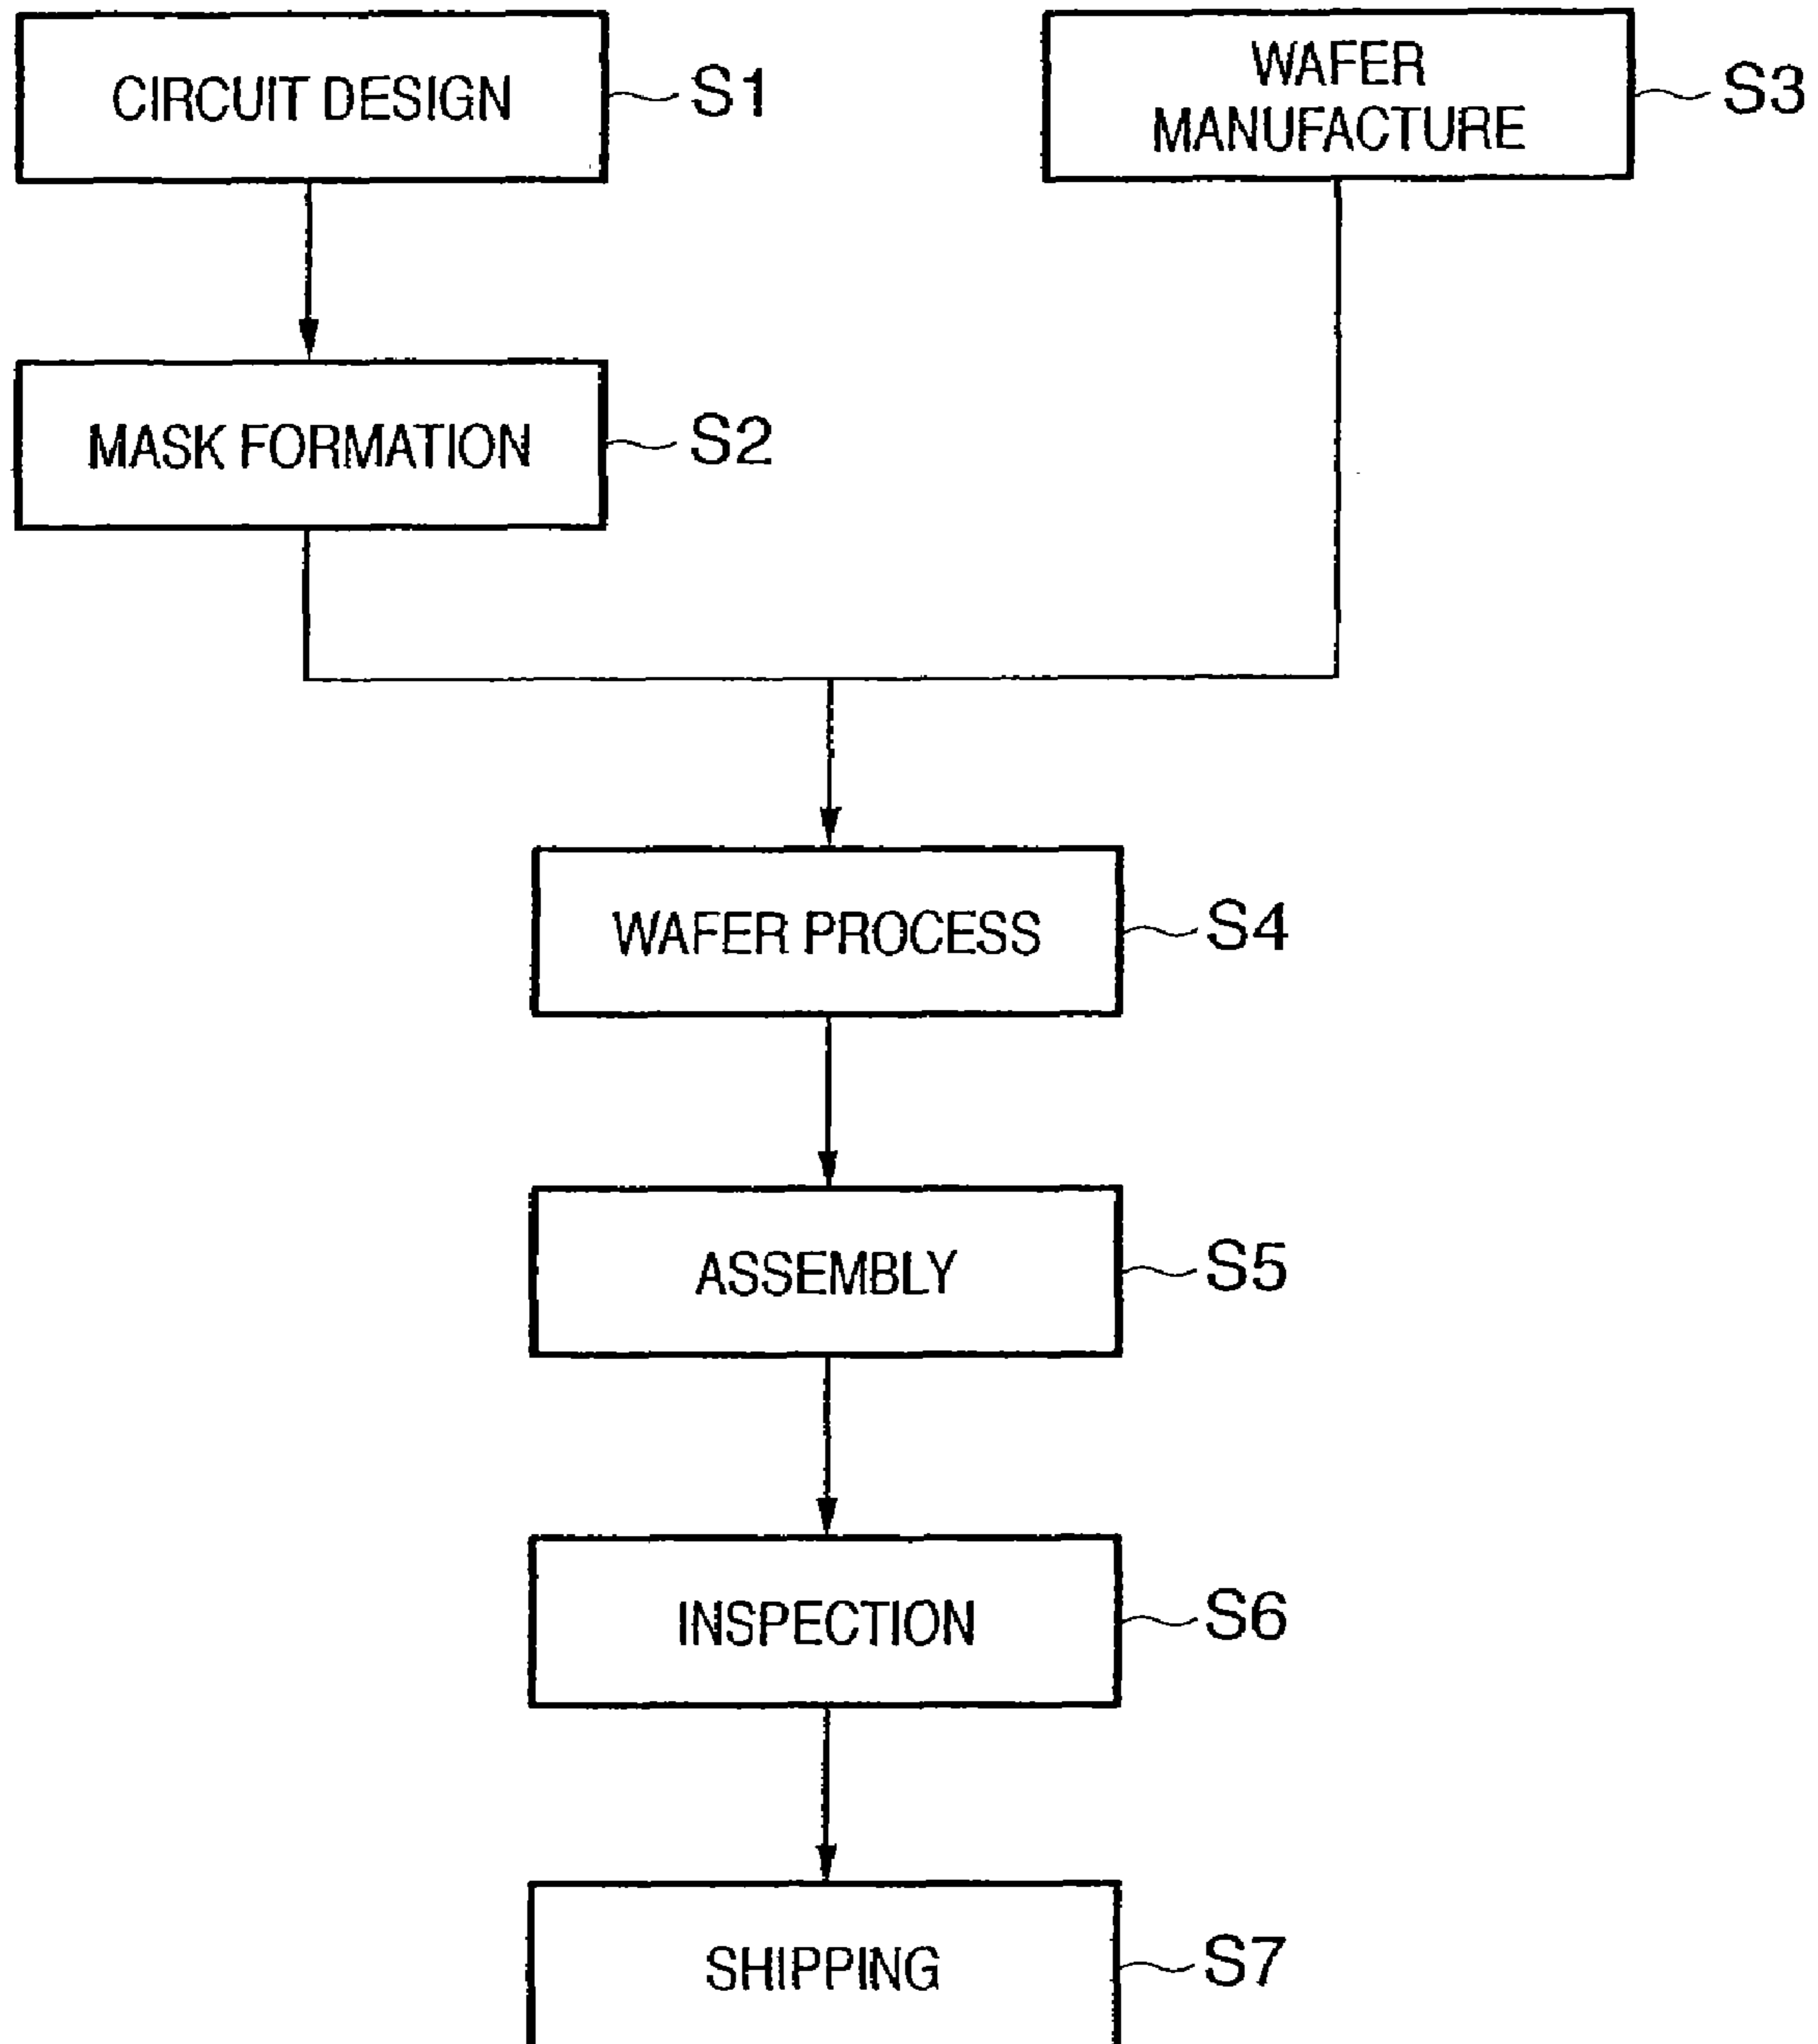 CIRCUIT DESIGN
S1
WAFER
MANUFACTURE
S3
MASK FORMATION
S2
WAFER PROCESS
S4
ASSEMBLY
S5
INSPECTION
S6
SHIPPING
S7